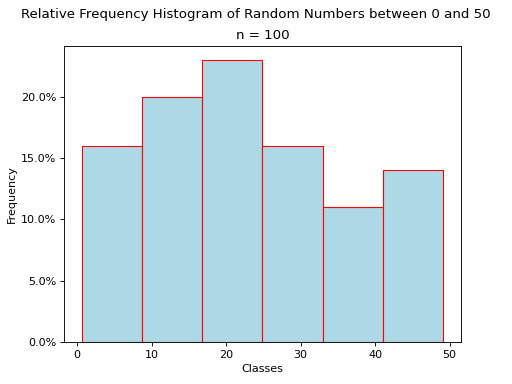 Relative Frequency Histogram of Random Numbers between 0 and 50
n = 100
20.0%
15.0%
10.0%
5.0%
0.0%
Frequency
0 10 20 30 40 50
Classes